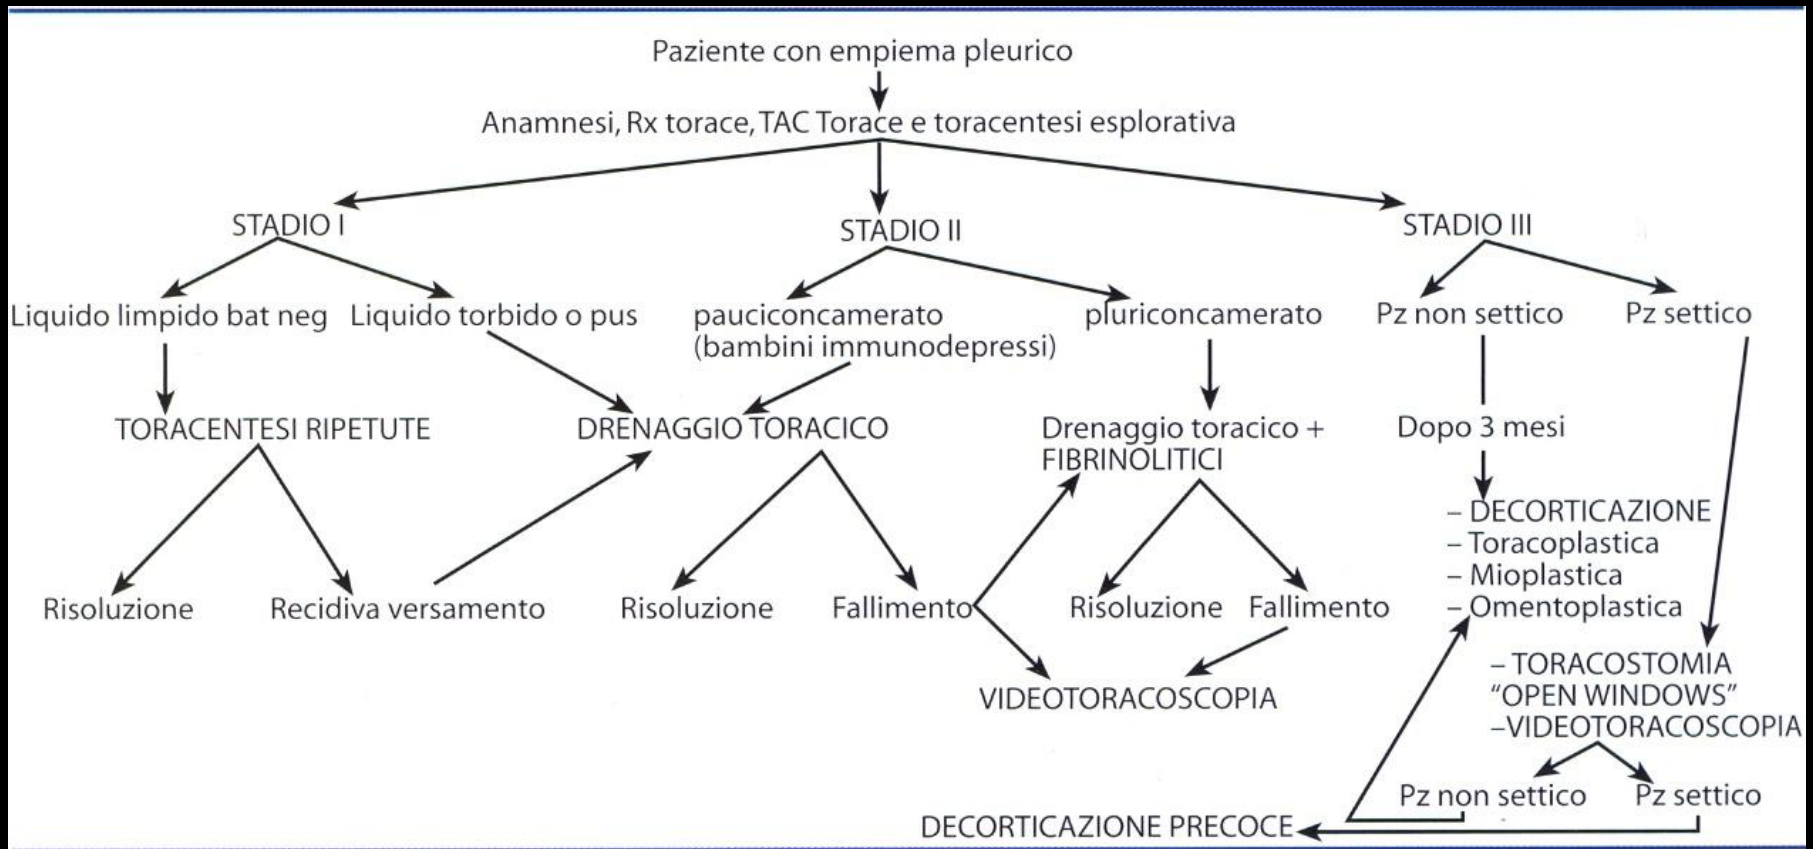 Paziente con empiema pleurico
Anamnesi, Rx torace, TAC Torace e toracentesi esplorativa
STADIO I
STADIO II
STADIO III
Liquido limpido bat neg
Liquido torbido o pus
pauciconcamerato
(bambini immunodepressi)
pluriconcamerato
Pz non settico
Pz settico
TORACENTESI RIPETUTE
DRENAGGIO TORACICO
Drenaggio toracico +
FIBRINOLITICI
Dopo 3 mesi
– DECORTICAZIONE
– Toracoplastica
– Mioplastica
– Omentoplastica
Risoluzione
Recidiva versamento
Risoluzione
Fallimento
Risoluzione
Fallimento
VIDEOTORACOSCOPIA
– TORACOSTOMIA
“OPEN WINDOWS”
–VIDEOTORACOSCOPIA
Pz non settico
Pz settico
DECORTICAZIONE PRECOCE